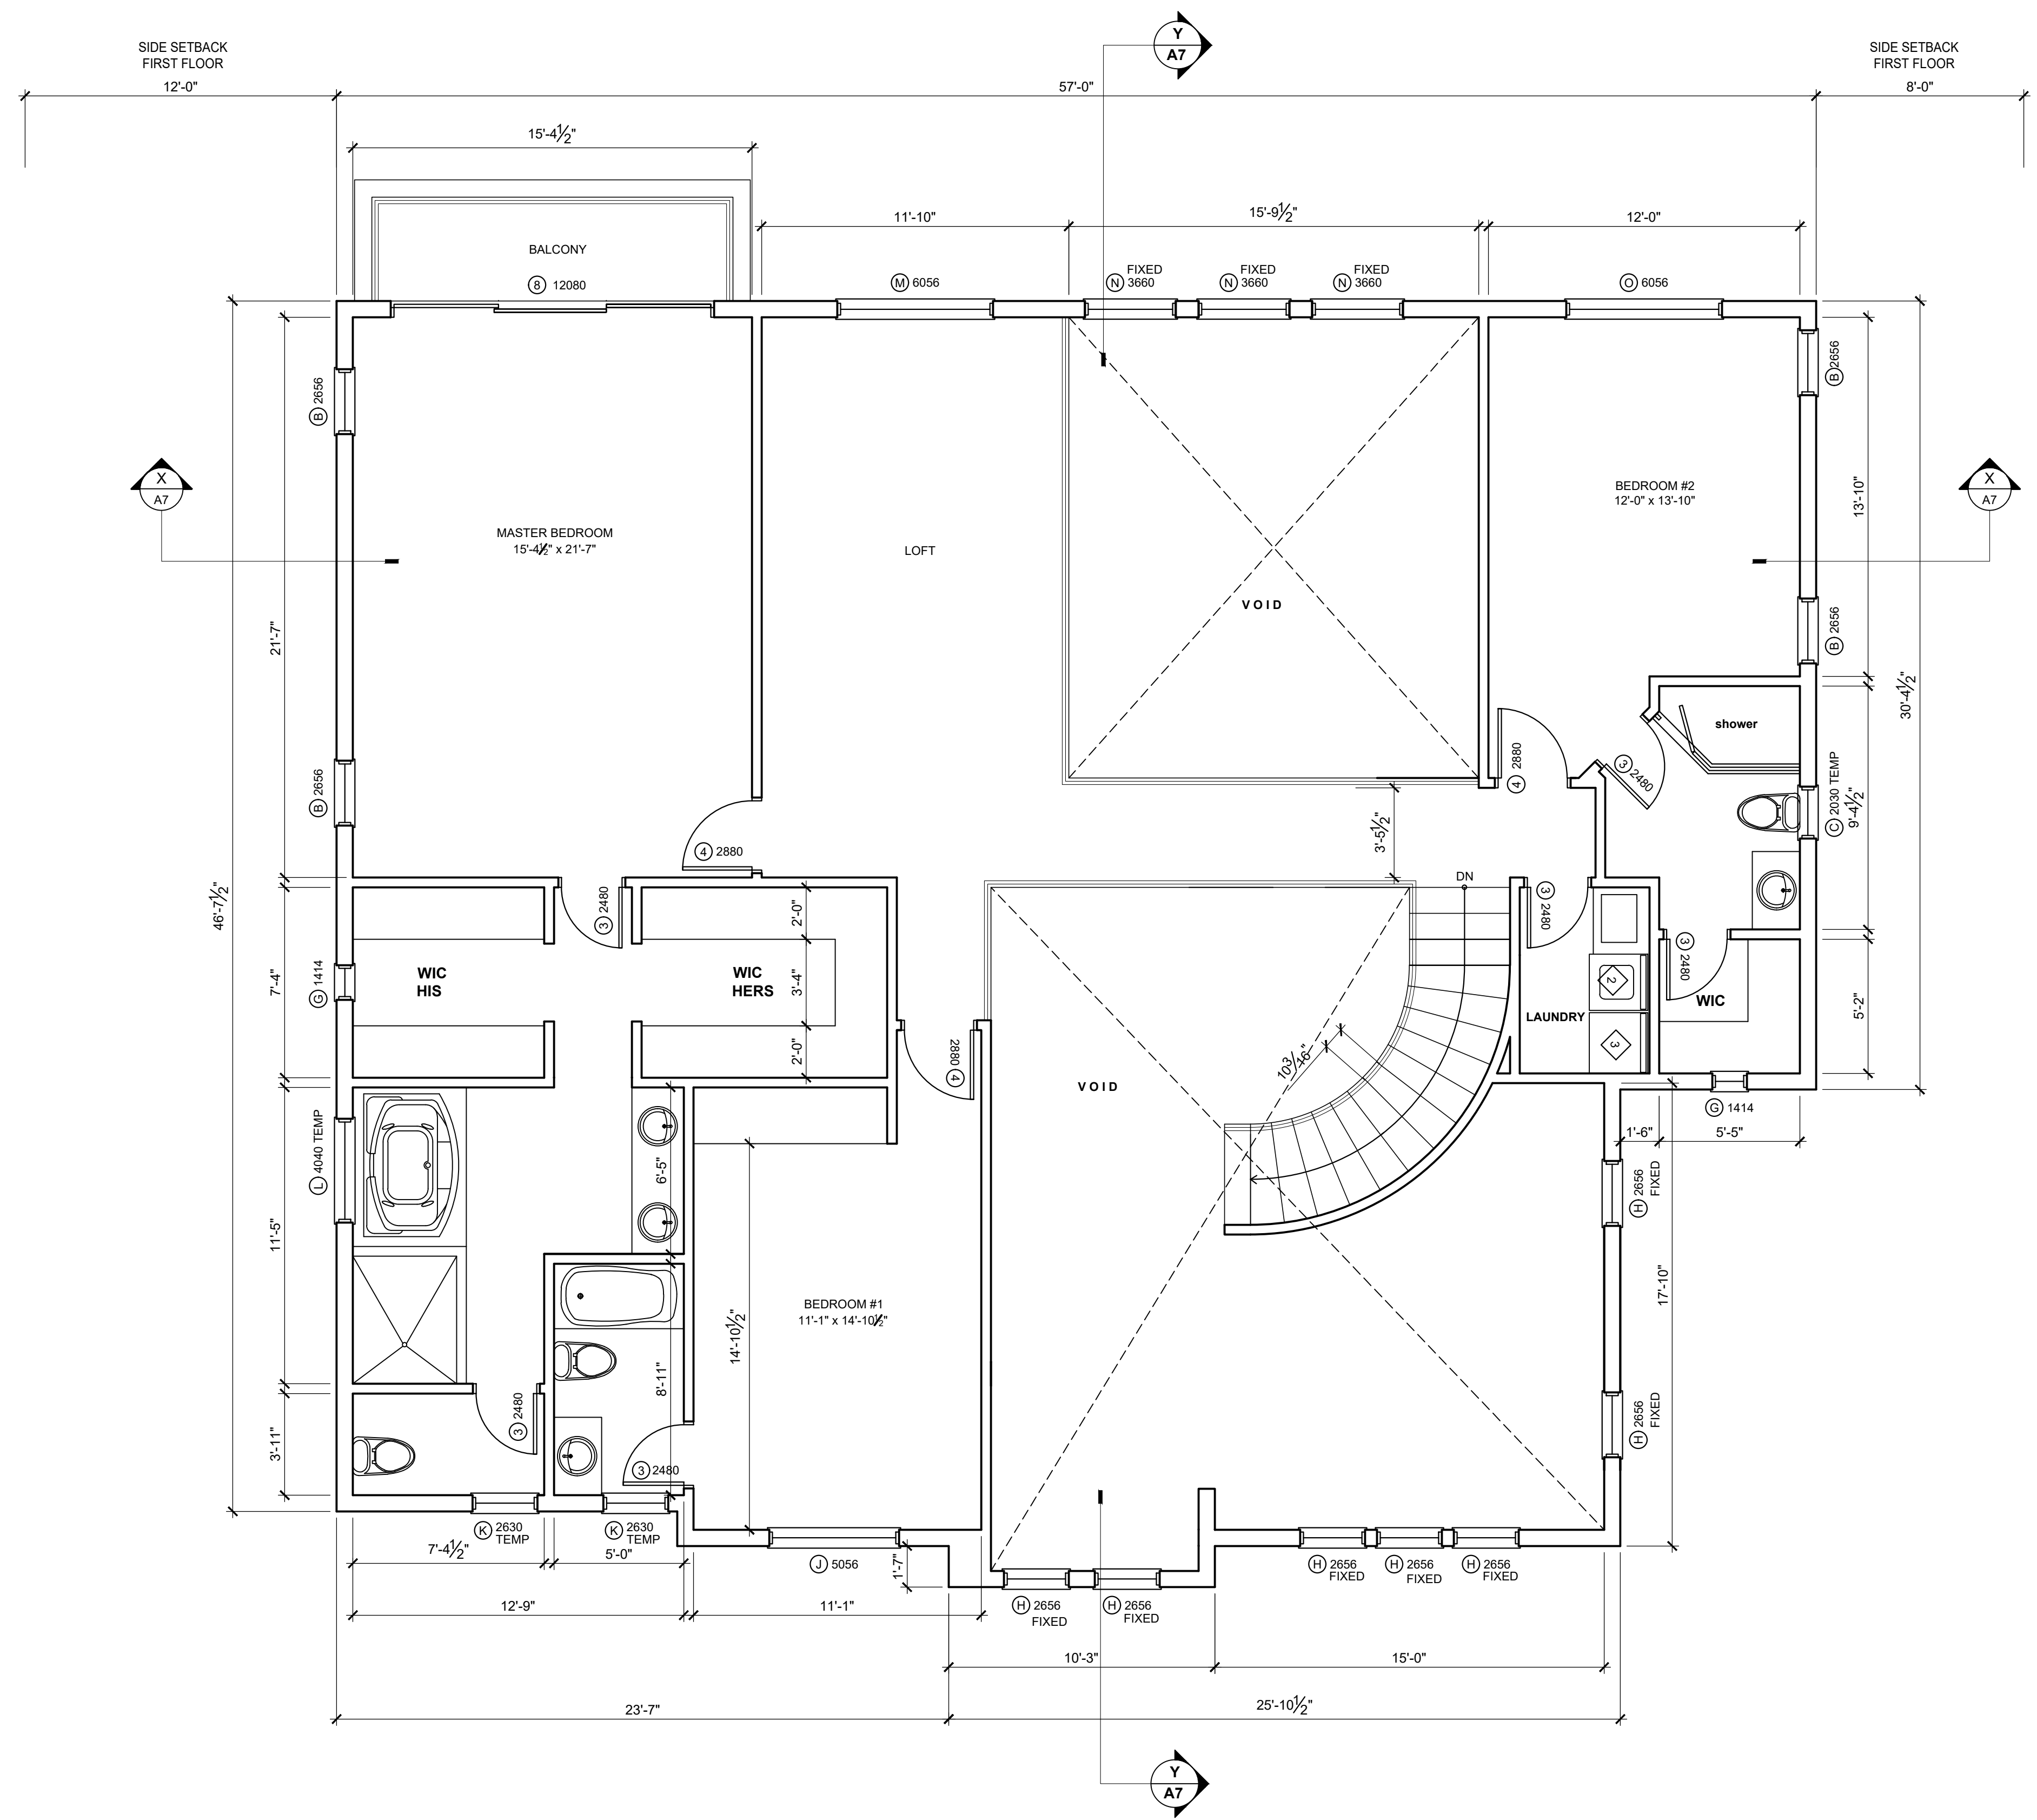 Y
A7
SIDE SETBACK
FIRST FLOOR
SIDE SETBACK
FIRST FLOOR
12'-0"
57'-0"
8'-0"
15'-4½"
11'-10"
15'-9½"
12'-0"
BALCONY
8 12080
M 6056
FIXED
N 3660
FIXED
N 3660
FIXED
N 3660
O 6056
B 2656
B 2656
X
A7
X
A7
MASTER BEDROOM
15'-4½" x 21'-7"
LOFT
VOID
BEDROOM #2
12'-0" x 13'-10"
13'-10"
21'-7"
B 2656
30'-4½"
shower
3 2480
4 2880
B 2656
C 2030 TEMP
9'-4½"
3'-5½"
4 2880
46'-7½"
DN
3 2480
2'-0"
3 2480
3 2480
WIC
HIS
WIC
HERS
G 1414
7'-4"
3'-4"
2
WIC
5'-2"
LAUNDRY
3
2'-0"
2880 4
10 3/16"
VOID
G 1414
L 4040 TEMP
1'-6"
5'-5"
6'-5"
H 2656
FIXED
11'-5"
17'-10"
BEDROOM #1
11'-1" x 14'-10½"
14'-10½"
8'-11"
3 2480
H 2656
FIXED
3'-11"
3 2480
K 2630
TEMP
K 2630
TEMP
7'-4½"
5'-0"
J 5056
1'-7"
H 2656
FIXED
H 2656
FIXED
H 2656
FIXED
H 2656
FIXED
H 2656
FIXED
12'-9"
11'-1"
10'-3"
15'-0"
23'-7"
25'-10½"
Y
A7